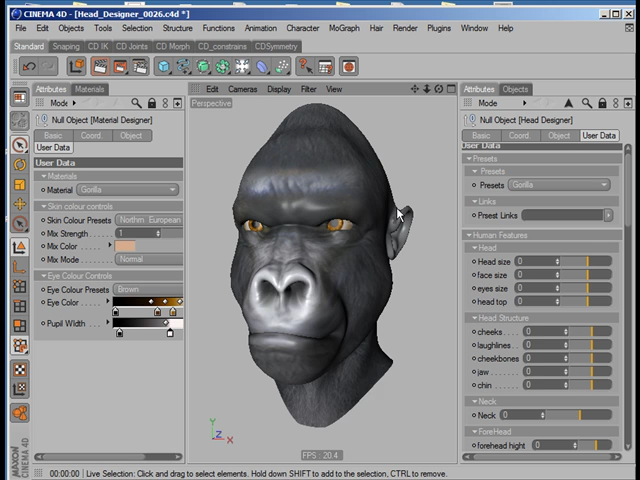 CINEMA 4D - [Head_Designer_0026.c4d *]
File Edit Objects Tools Selection Structure Functions Animation Character MoGraph Hair Render Plugins Window Help
Standard Snaping CD IK CD Joints CD Morph CD_constrains CDSymmetry
Attributes Materials
Mode
Null Object [Material Designer]
Basic Coord. Object
User Data
User Data
Materials
Material Gorilla
Skin colour controls
Skin Colour Presets Northrn European
Mix Strength 1
Mix Color
Mix Mode Normal
Eye Colour Controls
Eye Colour Presets Brown
Eye Color
Pupil Width
Edit Cameras Display Filter View
Perspective
Y
Z X
FPS : 20.4
Attributes Objects
Mode
Null Object [Head Designer]
Basic Coord. Object User Data
User Data
Presets
Presets
Presets Gorilla
Links
Prset Links
Human Features
Head
Head size 0
face size 0
eyes size 0
head top 0
Head Structure
cheeks 0
laughlines 0
cheekbones 0
jaw 0
chin 0
Neck
Neck 0
ForeHead
forehead hight 0
MAXON CINEMA 4D
00:00:00 Live Selection: Click and drag to select elements. Hold down SHIFT to add to the selection, CTRL to remove.